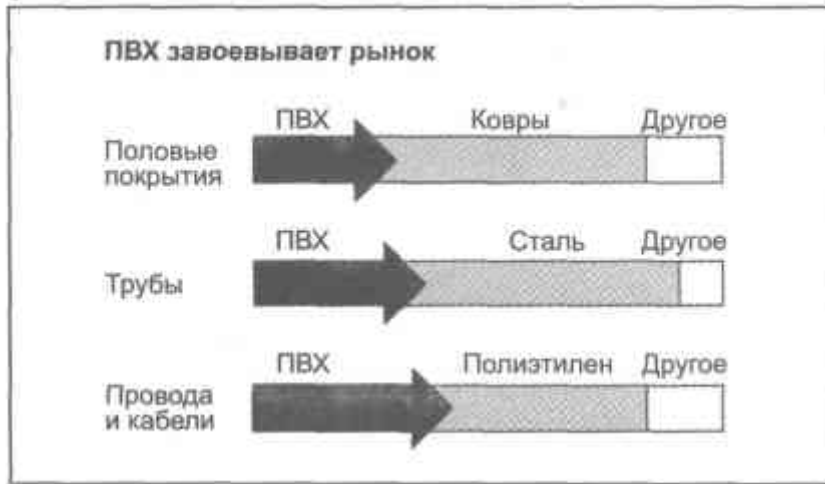 ПВХ завоевывает рынок
ПВХ Ковры Другое
Половые
покрытия
ПВХ Сталь Другое
Трубы
ПВХ Полиэтилен Другое
Провода
и кабели